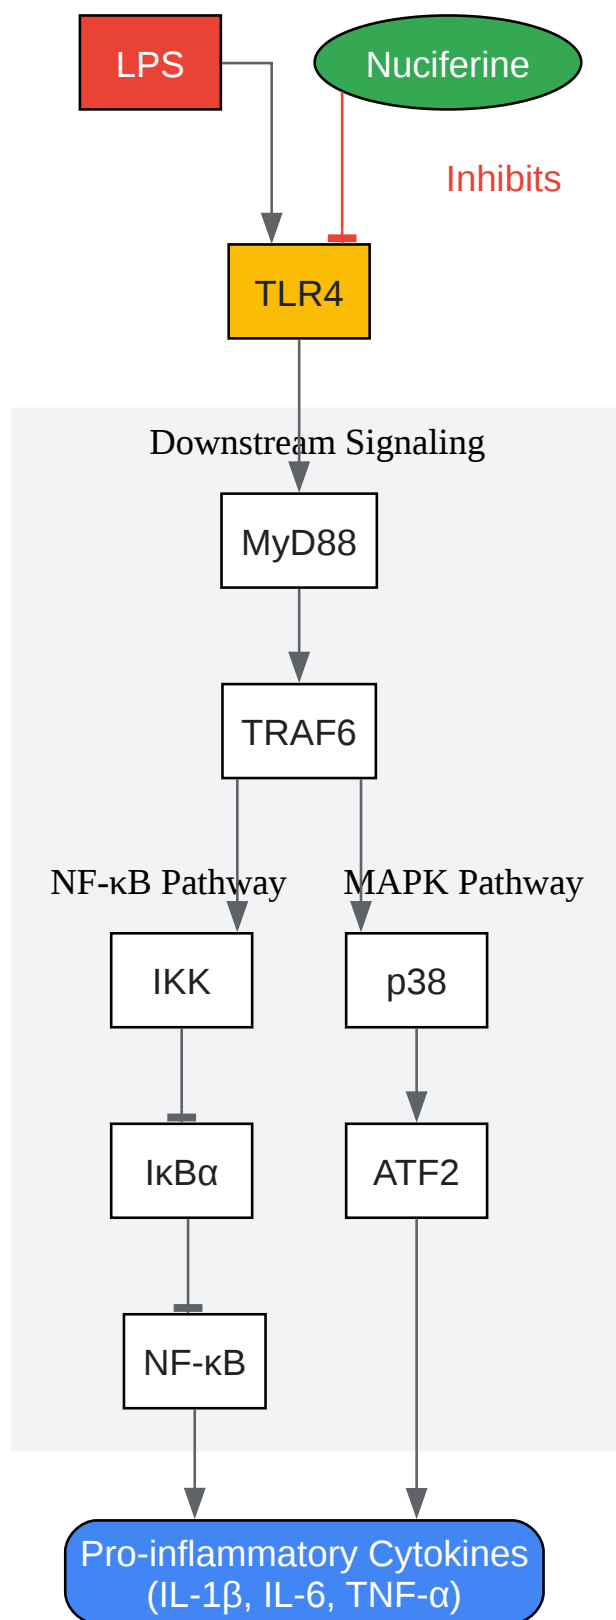 LPS
Nuciferine
Inhibits
TLR4
Downstream Signaling
MyD88
TRAF6
NF-κB Pathway
MAPK Pathway
IKK
p38
IκBα
ATF2
NF-κB
Pro-inflammatory Cytokines
(IL-1β, IL-6, TNF-α)